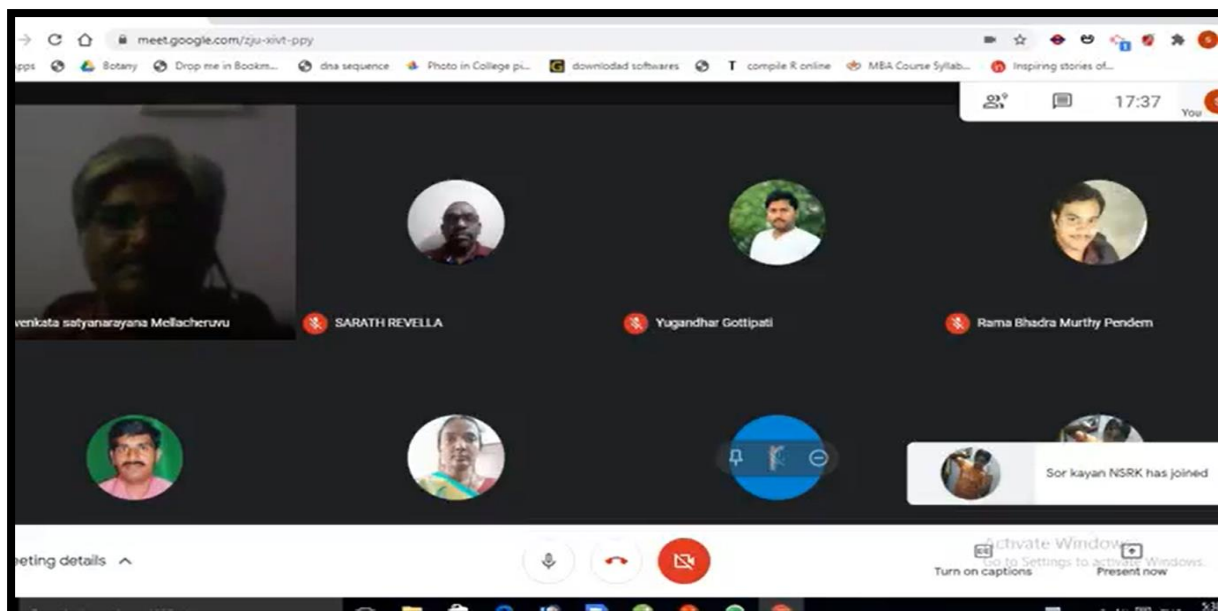 meet.google.com/zju-xivt-ppy
Botany Drop me in Bookm... dna sequence Photo in College pi... downlodad softwares T compile R online MBA Course Syllab... Inspiring stories of...
17:37
You
venkata satyanarayana Mellacheruvu
SARATH REVELLA
Yugandhar Gottipati
Rama Bhadra Murthy Pendem
Sor kayan NSRK has joined
eeting details
Turn on captions
Present now
Activate Windows
Go to Settings to activate Windows.